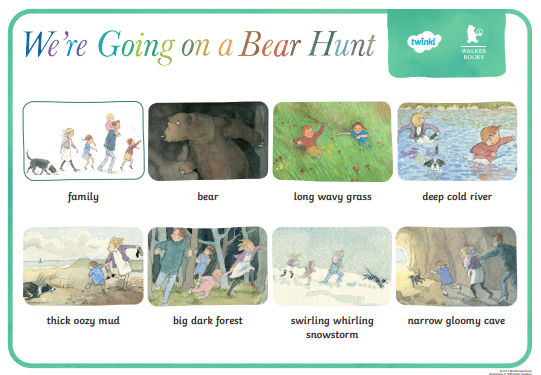 We're Going on a Bear Hunt
twinkl
WALKER
BOOKS
family
bear
long wavy grass
deep cold river
thick oozy mud
big dark forest
swirling whirling
snowstorm
narrow gloomy cave